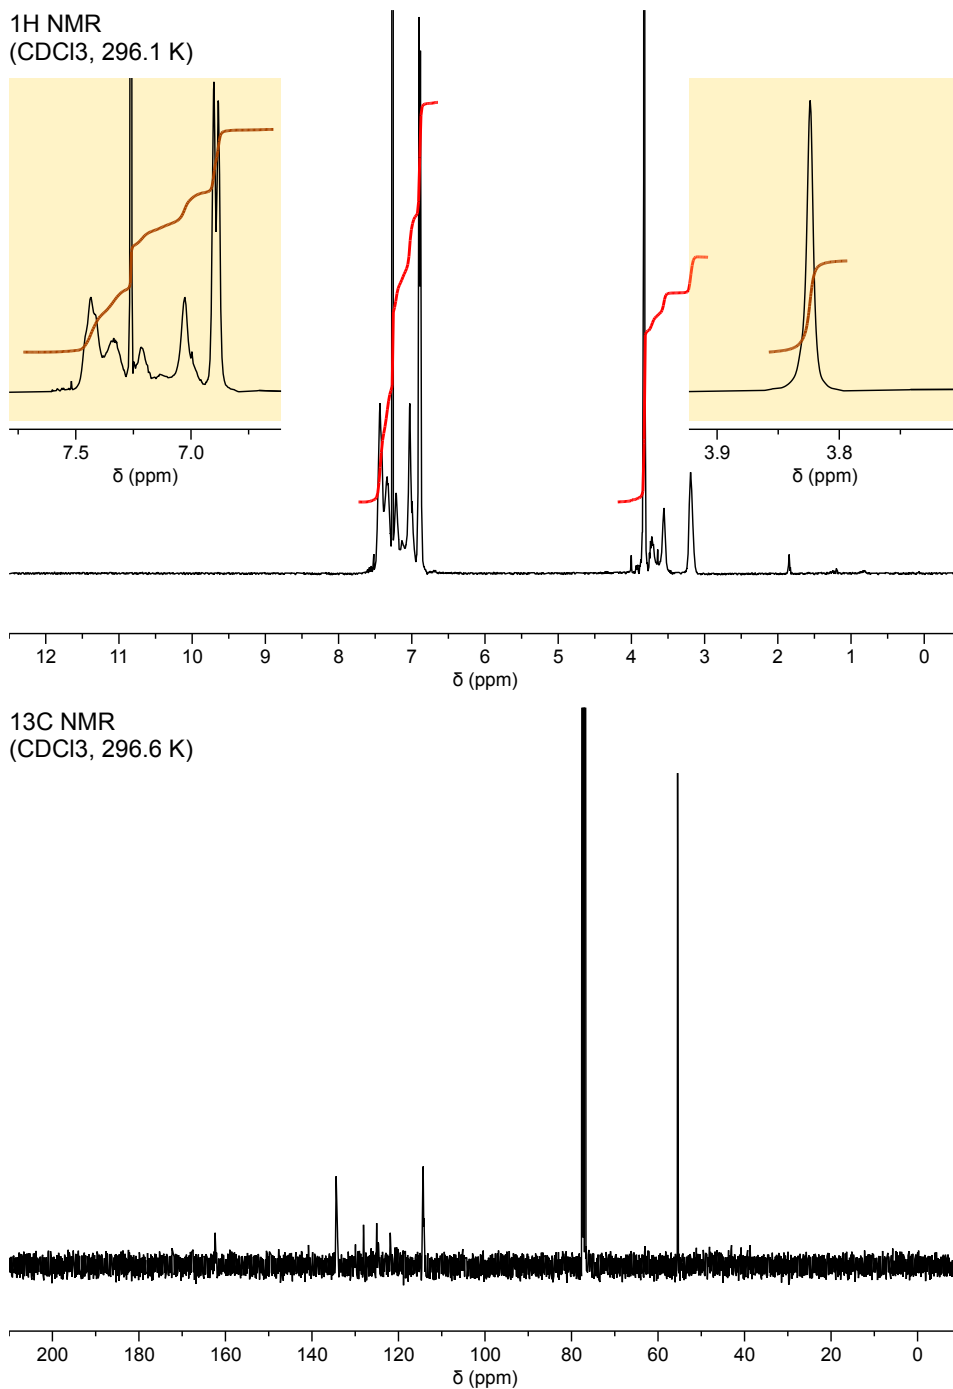 1H NMR
(CDCl3, 296.1 K)
7.5 7.0
δ (ppm)
3.9 3.8
δ (ppm)
12 11 10 9 8 7 6 5 4 3 2 1 0
δ (ppm)
13C NMR
(CDCl3, 296.6 K)
200 180 160 140 120 100 80 60 40 20 0
δ (ppm)